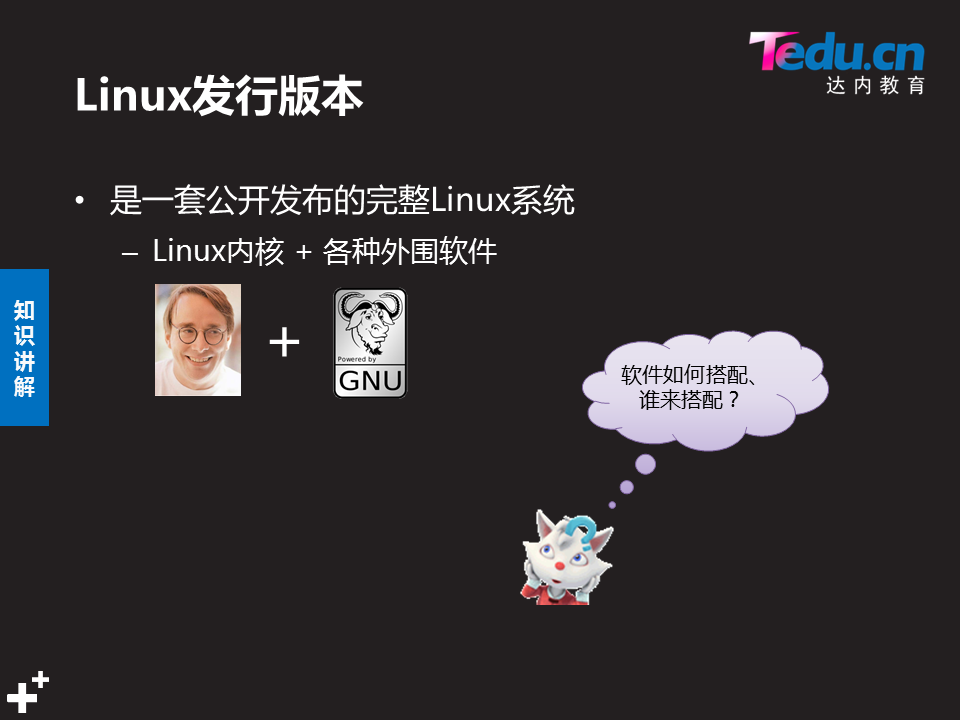 Tedu.cn
达内教育
Linux发行版本
• 是一套公开发布的完整Linux系统
– Linux内核 + 各种外围软件
知识讲解
+
Powered by
GNU
软件如何搭配、
谁来搭配？
?